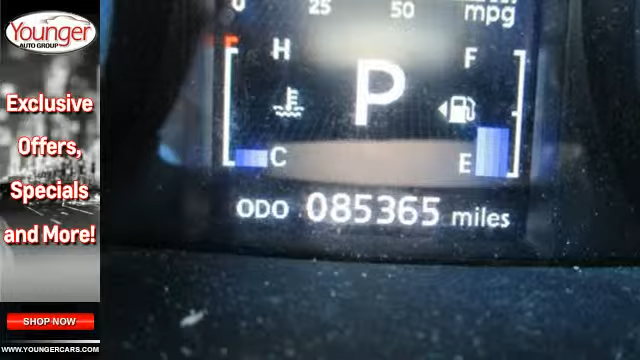 Younger
AUTO GROUP
Exclusive
Offers,
Specials
and More!
SHOP NOW
WWW.YOUNGERCARS.COM
0 25 50 mpg
H F
P
C E
ODO 085365 miles